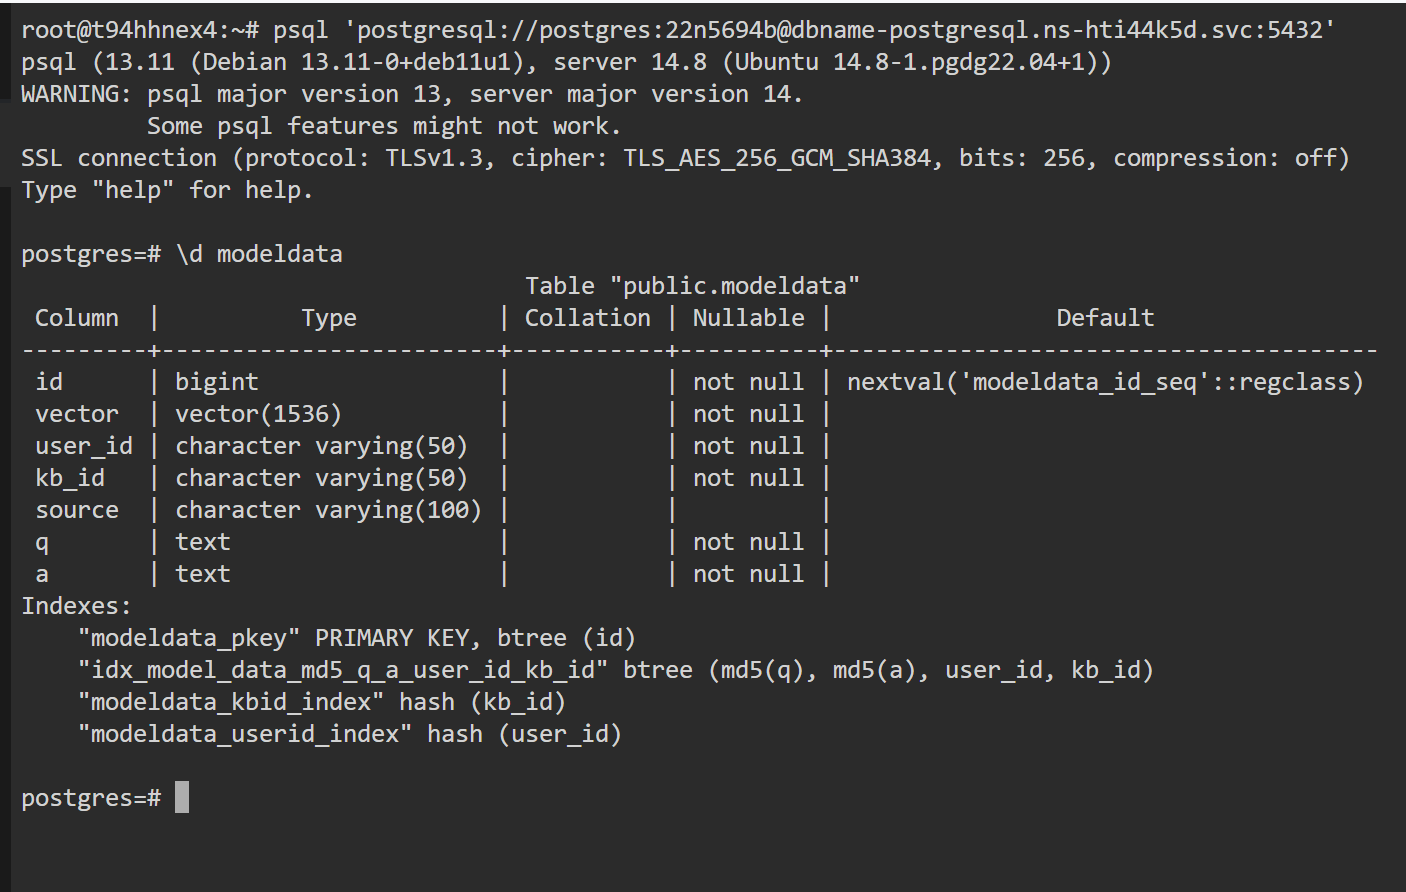 root@t94hhnex4:~# psql 'postgresql://postgres:22n5694b@dbname-postgresql.ns-hti44k5d.svc:5432'
psql (13.11 (Debian 13.11-0+deb11u1), server 14.8 (Ubuntu 14.8-1.pgdg22.04+1))
WARNING: psql major version 13, server major version 14.
         Some psql features might not work.
SSL connection (protocol: TLSv1.3, cipher: TLS_AES_256_GCM_SHA384, bits: 256, compression: off)
Type "help" for help.

postgres=# \d modeldata
                                    Table "public.modeldata"
 Column  |          Type          | Collation | Nullable |                Default
---------+------------------------+-----------+----------+---------------------------------------
 id      | bigint                 |           | not null | nextval('modeldata_id_seq'::regclass)
 vector  | vector(1536)           |           | not null |
 user_id | character varying(50)  |           | not null |
 kb_id   | character varying(50)  |           | not null |
 source  | character varying(100) |           |          |
 q       | text                   |           | not null |
 a       | text                   |           | not null |
Indexes:
    "modeldata_pkey" PRIMARY KEY, btree (id)
    "idx_model_data_md5_q_a_user_id_kb_id" btree (md5(q), md5(a), user_id, kb_id)
    "modeldata_kbid_index" hash (kb_id)
    "modeldata_userid_index" hash (user_id)

postgres=#